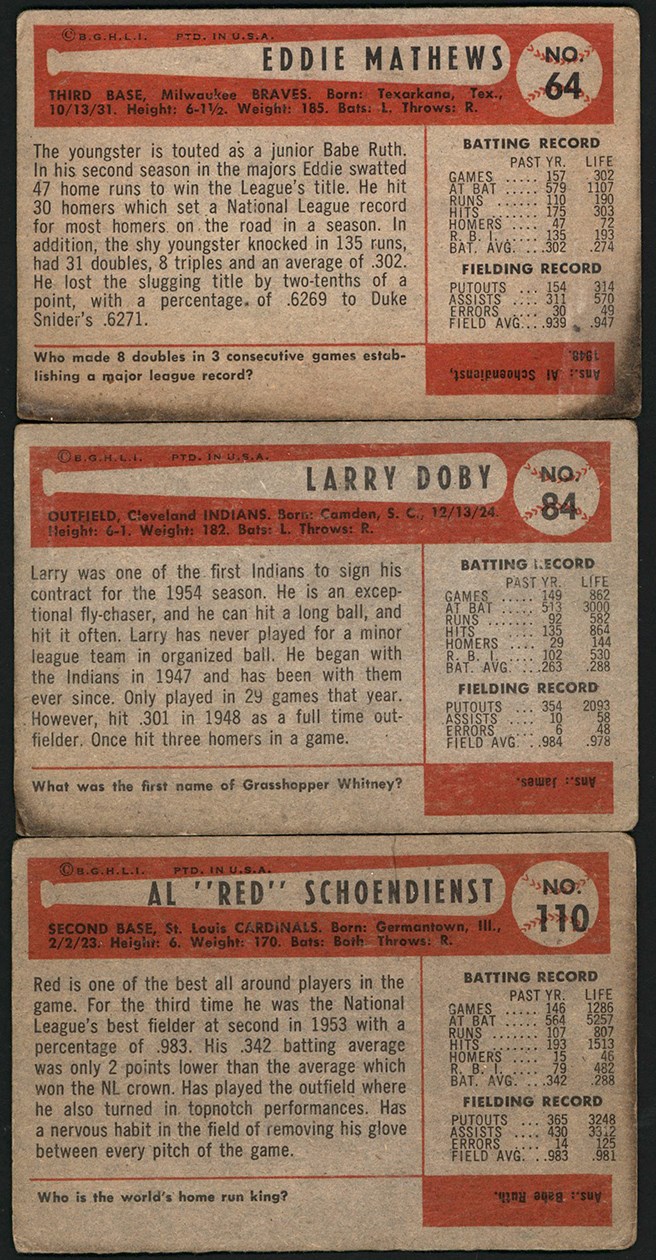 ©B.G.H.L.I. PTD. IN U.S.A.
EDDIE MATHEWS
NO.
64
THIRD BASE, Milwaukee BRAVES. Born: Texarkana, Tex.,
10/13/31. Height: 6-1½. Weight: 185. Bats: L. Throws: R.
The youngster is touted as a junior Babe Ruth.
In his second season in the majors Eddie swatted
47 home runs to win the League's title. He hit
30 homers which set a National League record
for most homers on the road in a season. In
addition, the shy youngster knocked in 135 runs,
had 31 doubles, 8 triples and an average of .302.
He lost the slugging title by two-tenths of a
point, with a percentage of .6269 to Duke
Snider's .6271.
BATTING RECORD
PAST YR. LIFE
GAMES ..... 157 302
AT BAT ..... 579 1107
RUNS ...... 110 190
HITS ...... 175 303
HOMERS .... 47 72
R. B. I. .... 135 193
BAT. AVG. ...302 .274
FIELDING RECORD
PUTOUTS ... 154 314
ASSISTS .... 311 570
ERRORS .... 30 49
FIELD AVG. ...939 .947
Who made 8 doubles in 3 consecutive games estab-
lishing a major league record?
Ans.: Al Schoendienst,
1948.
©B.G.H.L.I. PTD. IN U.S.A.
LARRY DOBY
NO.
84
OUTFIELD, Cleveland INDIANS. Born: Camden, S. C., 12/13/24.
Height: 6-1. Weight: 182. Bats: L. Throws: R.
Larry was one of the first Indians to sign his
contract for the 1954 season. He is an excep-
tional fly-chaser, and he can hit a long ball, and
hit it often. Larry has never played for a minor
league team in organized ball. He began with
the Indians in 1947 and has been with them
ever since. Only played in 29 games that year.
However, hit .301 in 1948 as a full time out-
fielder. Once hit three homers in a game.
BATTING RECORD
PAST YR. LIFE
GAMES ..... 149 862
AT BAT ..... 513 3000
RUNS ....... 92 582
HITS ...... 135 864
HOMERS .... 29 144
R. B. I. .... 102 530
BAT. AVG. ...263 .288
FIELDING RECORD
PUTOUTS ... 354 2093
ASSISTS .... 10 58
ERRORS ..... 6 48
FIELD AVG. ..984 .978
What was the first name of Grasshopper Whitney?
Ans.: James.
©B.G.H.L.I. PTD. IN U.S.A.
AL "RED" SCHOENDIENST
NO.
110
SECOND BASE, St. Louis CARDINALS. Born: Germantown, Ill.,
2/2/23. Height: 6. Weight: 170. Bats: Both Throws: R.
Red is one of the best all around players in the
game. For the third time he was the National
League's best fielder at second in 1953 with a
percentage of .983. His .342 batting average
was only 2 points lower than the average which
won the NL crown. Has played the outfield where
he also turned in topnotch performances. Has
a nervous habit in the field of removing his glove
between every pitch of the game.
BATTING RECORD
PAST YR. LIFE
GAMES ..... 146 1286
AT BAT ..... 564 5257
RUNS ...... 107 807
HITS ...... 193 1513
HOMERS .... 15 46
R. B. I. .... 79 482
BAT. AVG. ...342 .288
FIELDING RECORD
PUTOUTS ... 365 3248
ASSISTS .... 430 3312
ERRORS .... 14 125
FIELD AVG. ..983 .981
Who is the world's home run king?
Ans.: Babe Ruth.